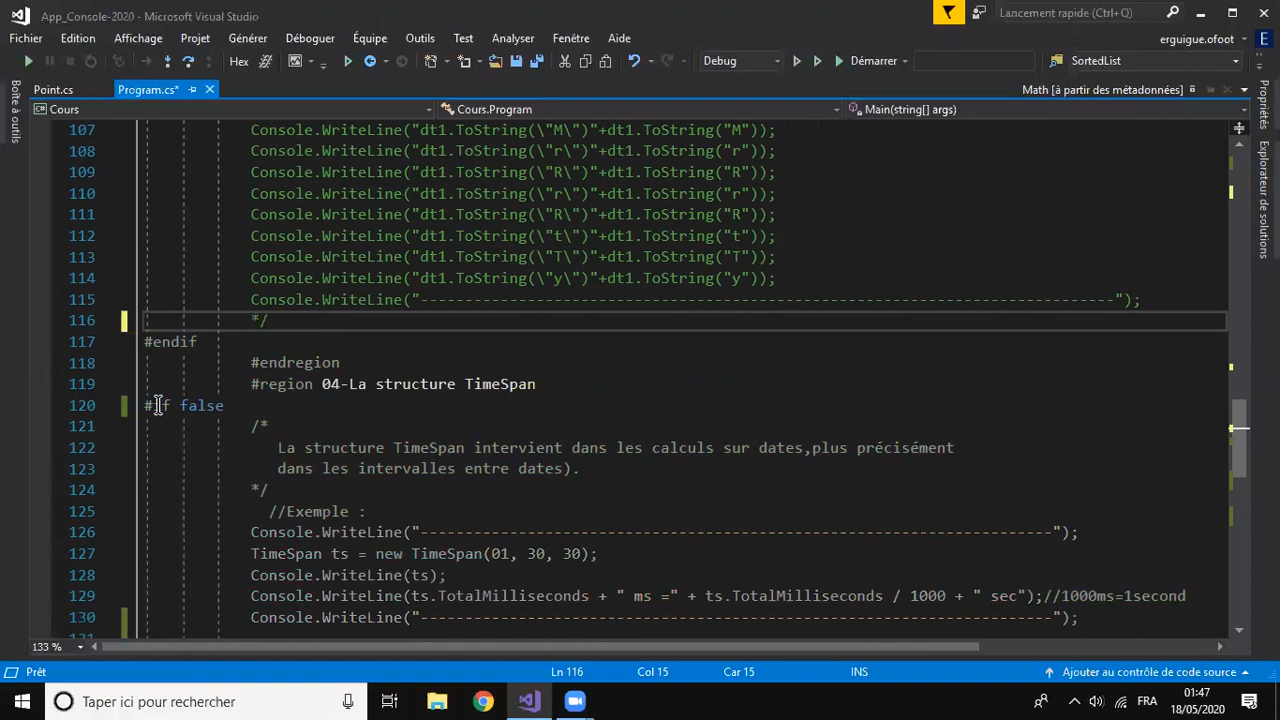 App_Console-2020 - Microsoft Visual Studio
Lancement rapide (Ctrl+Q)
Fichier Edition Affichage Projet Générer Déboguer Équipe Outils Test Analyser Fenêtre Aide
erguigue.ofoot E
Hex Debug Démarrer SortedList
Boîte à outils
Point.cs Program.cs* Math [à partir des métadonnées]
Explorateur de solutions
Cours Cours.Program Main(string[] args)
107 Console.WriteLine("dt1.ToString(\"M\")"+dt1.ToString("M"));
108 Console.WriteLine("dt1.ToString(\"r\")"+dt1.ToString("r"));
109 Console.WriteLine("dt1.ToString(\"R\")"+dt1.ToString("R"));
110 Console.WriteLine("dt1.ToString(\"r\")"+dt1.ToString("r"));
111 Console.WriteLine("dt1.ToString(\"R\")"+dt1.ToString("R"));
112 Console.WriteLine("dt1.ToString(\"t\")"+dt1.ToString("t"));
113 Console.WriteLine("dt1.ToString(\"T\")"+dt1.ToString("T"));
114 Console.WriteLine("dt1.ToString(\"y\")"+dt1.ToString("y"));
115 Console.WriteLine("------------------------------------------------------------------------------");
116 */
117 #endif
118 #endregion
119 #region 04-La structure TimeSpan
120 #if false
121 /*
122 La structure TimeSpan intervient dans les calculs sur dates,plus précisément
123 dans les intervalles entre dates).
124 */
125 //Exemple :
126 Console.WriteLine("-----------------------------------------------------------------------");
127 TimeSpan ts = new TimeSpan(01, 30, 30);
128 Console.WriteLine(ts);
129 Console.WriteLine(ts.TotalMilliseconds + " ms =" + ts.TotalMilliseconds / 1000 + " sec");//1000ms=1second
130 Console.WriteLine("-----------------------------------------------------------------------");
133 %
Prêt Ln 116 Col 15 Car 15 INS Ajouter au contrôle de code source
Taper ici pour rechercher
FRA
01:47
18/05/2020